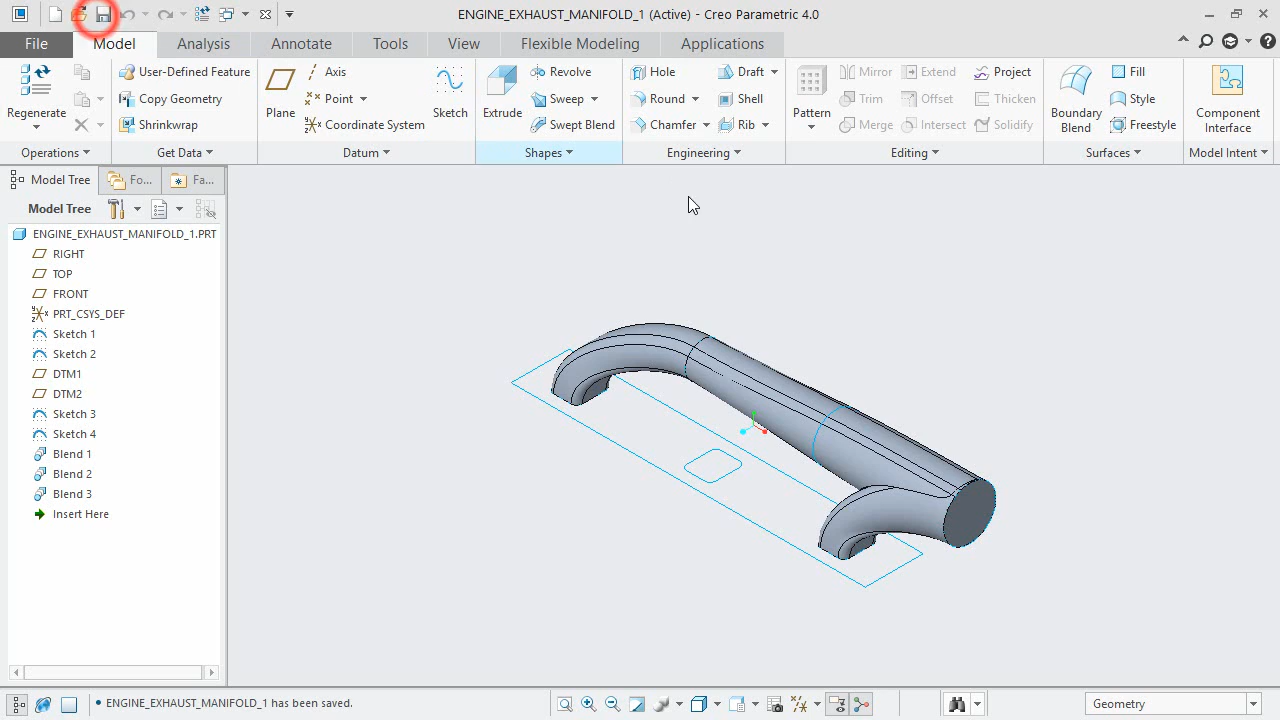 ENGINE_EXHAUST_MANIFOLD_1 (Active) - Creo Parametric 4.0
File Model Analysis Annotate Tools View Flexible Modeling Applications
Regenerate
User-Defined Feature
Copy Geometry
Shrinkwrap
Plane
Axis
Point
Coordinate System
Sketch
Extrude
Revolve
Sweep
Swept Blend
Hole
Round
Chamfer
Draft
Shell
Rib
Pattern
Mirror
Trim
Merge
Extend
Offset
Intersect
Project
Thicken
Solidify
Boundary
Blend
Fill
Style
Freestyle
Component
Interface
Operations Get Data Datum Shapes Engineering Editing Surfaces Model Intent
Model Tree Fo... Fa...
Model Tree
ENGINE_EXHAUST_MANIFOLD_1.PRT
RIGHT
TOP
FRONT
PRT_CSYS_DEF
Sketch 1
Sketch 2
DTM1
DTM2
Sketch 3
Sketch 4
Blend 1
Blend 2
Blend 3
Insert Here
• ENGINE_EXHAUST_MANIFOLD_1 has been saved.
Geometry